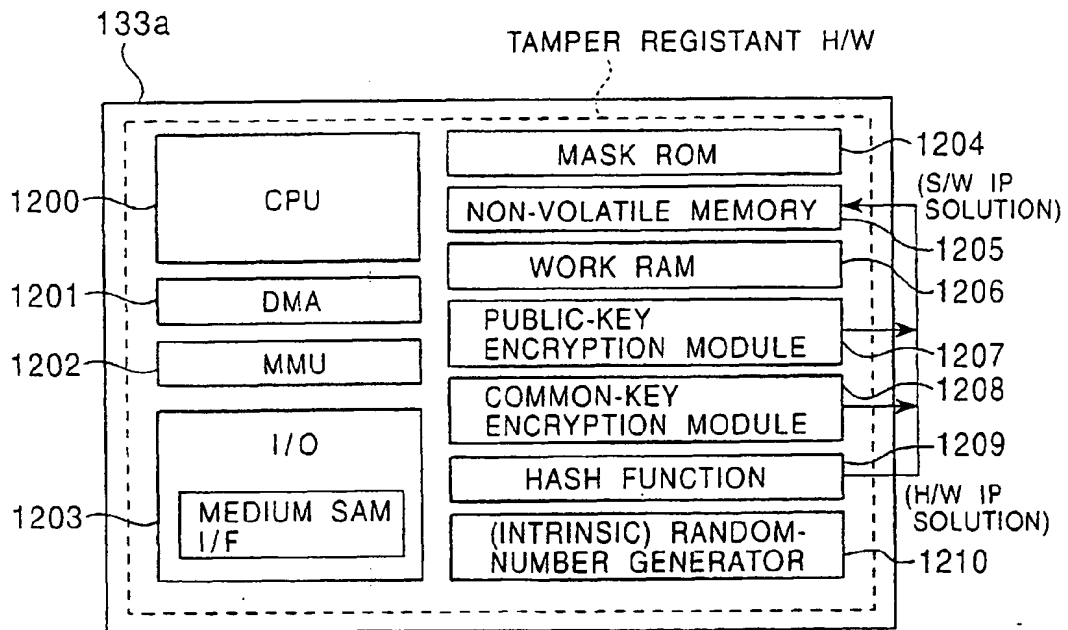 133a
TAMPER REGISTANT H/W
1200
CPU
1201
DMA
1202
MMU
1203
I/O
MEDIUM SAM
I/F
MASK ROM
1204
(S/W IP
SOLUTION)
NON-VOLATILE MEMORY
1205
WORK RAM
1206
PUBLIC-KEY
ENCRYPTION MODULE
1207
COMMON-KEY
ENCRYPTION MODULE
1208
HASH FUNCTION
1209
(H/W IP
SOLUTION)
(INTRINSIC) RANDOM-
NUMBER GENERATOR
1210